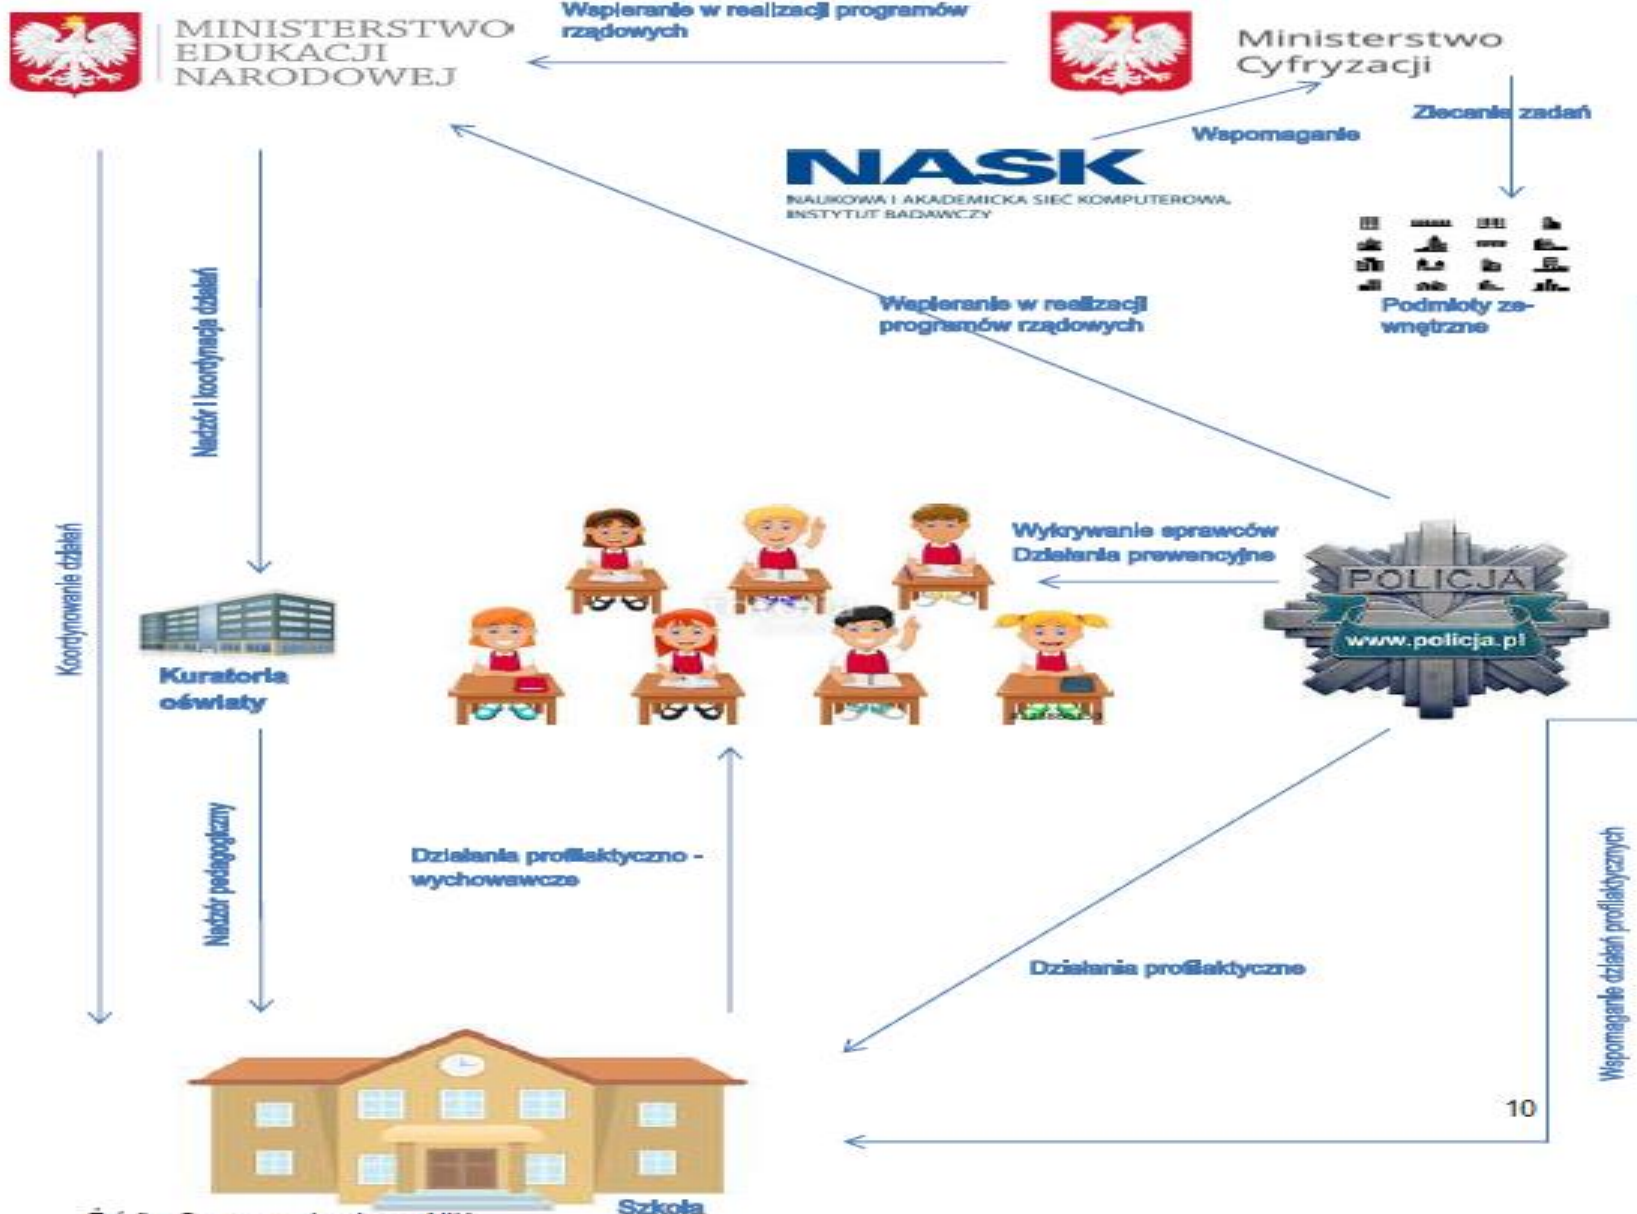 MINISTERSTWO
EDUKACJI
NARODOWEJ
Wspieranie w realizacji programów
rządowych
Ministerstwo
Cyfryzacji
Zlecanie zadań
Wspomaganie
NASK
NAUKOWA I AKADEMICKA SIEĆ KOMPUTEROWA
INSTYTUT BADAWCZY
Podmioty ze-
wnętrzne
Wspieranie w realizacji
programów rządowych
Nadzór i koordynacja działań
Koordynowanie działań
Wykrywanie sprawców
Działania prewencyjne
POLICJA
www.policja.pl
Kuratoria
oświaty
Nadzór pedagogiczny
Działania profilaktyczno -
wychowawcze
Działania profilaktyczne
Wspomaganie działań profilaktycznych
10
Szkoła